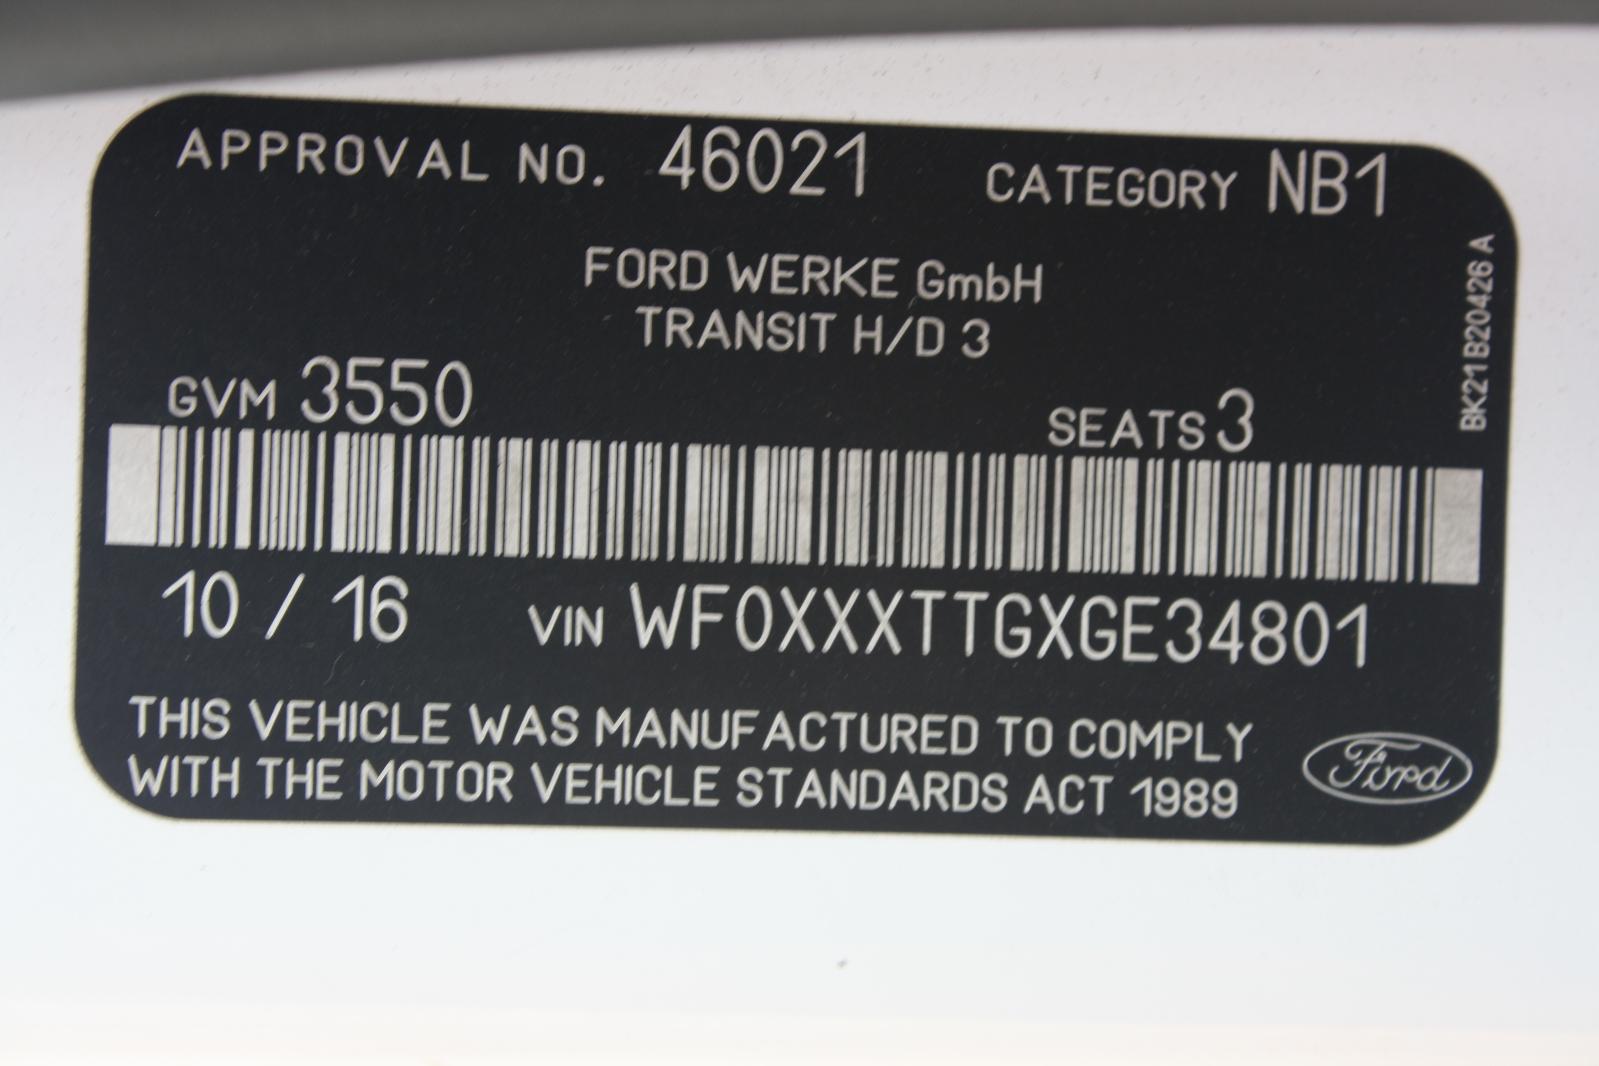 APPROVAL NO. 46021 CATEGORY NB1
FORD WERKE GmbH
TRANSIT H/D 3
GVM 3550 SEATS 3
BK21 B20426 A
10 / 16 VIN WF0XXXTTGXGE34801
THIS VEHICLE WAS MANUFACTURED TO COMPLY
WITH THE MOTOR VEHICLE STANDARDS ACT 1989
Ford